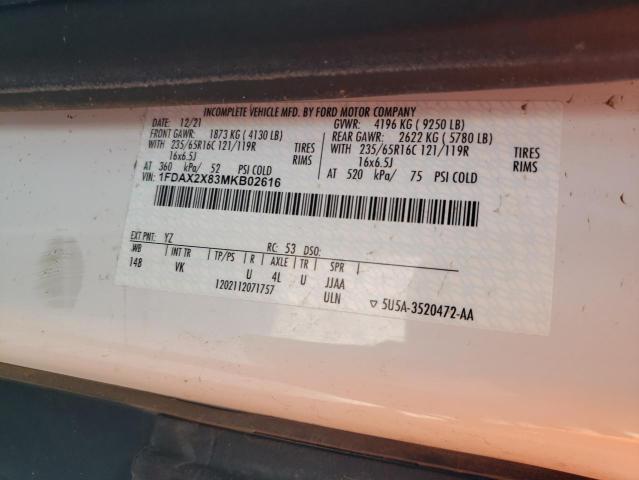 INCOMPLETE VEHICLE MFD. BY FORD MOTOR COMPANY
DATE: 12/21 GVWR: 4196 KG ( 9250 LB)
FRONT GAWR: 1873 KG ( 4130 LB) REAR GAWR: 2622 KG ( 5780 LB)
WITH 235/65R16C 121/119R TIRES WITH 235/65R16C 121/119R TIRES
16x6.5J RIMS 16x6.5J RIMS
AT 360 kPa/ 52 PSI COLD AT 520 kPa/ 75 PSI COLD
VIN: 1FDAX2X83MKB02616
EXT PNT: YZ RC: 53 DSO:
WB INT TR TP/PS R AXLE TR SPR
148 VK U 4L U JJAA
1202112071757 ULN 5U5A-3520472-AA